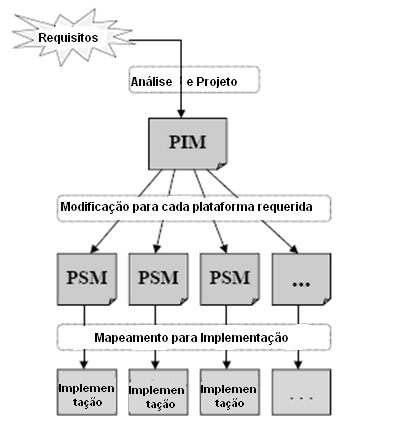 Requisitos
Análise e Projeto
PIM
Modificação para cada plataforma requerida
PSM PSM PSM ...
Mapeamento para Implementação
Implemen Implemen Implemen ...
tação tação tação